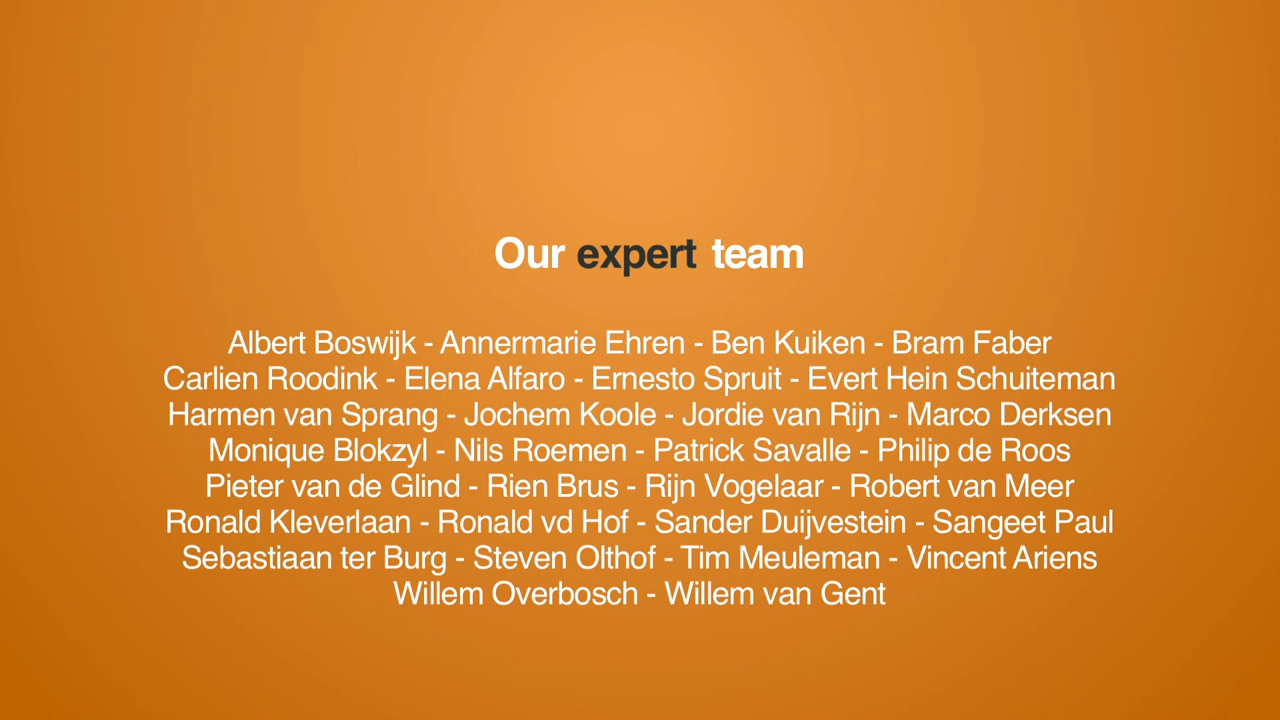 Our expert team
Albert Boswijk - Annermarie Ehren - Ben Kuiken - Bram Faber
Carlien Roodink - Elena Alfaro - Ernesto Spruit - Evert Hein Schuiteman
Harmen van Sprang - Jochem Koole - Jordie van Rijn - Marco Derksen
Monique Blokzyl - Nils Roemen - Patrick Savalle - Philip de Roos
Pieter van de Glind - Rien Brus - Rijn Vogelaar - Robert van Meer
Ronald Kleverlaan - Ronald vd Hof - Sander Duijvestein - Sangeet Paul
Sebastiaan ter Burg - Steven Olthof - Tim Meuleman - Vincent Ariens
Willem Overbosch - Willem van Gent